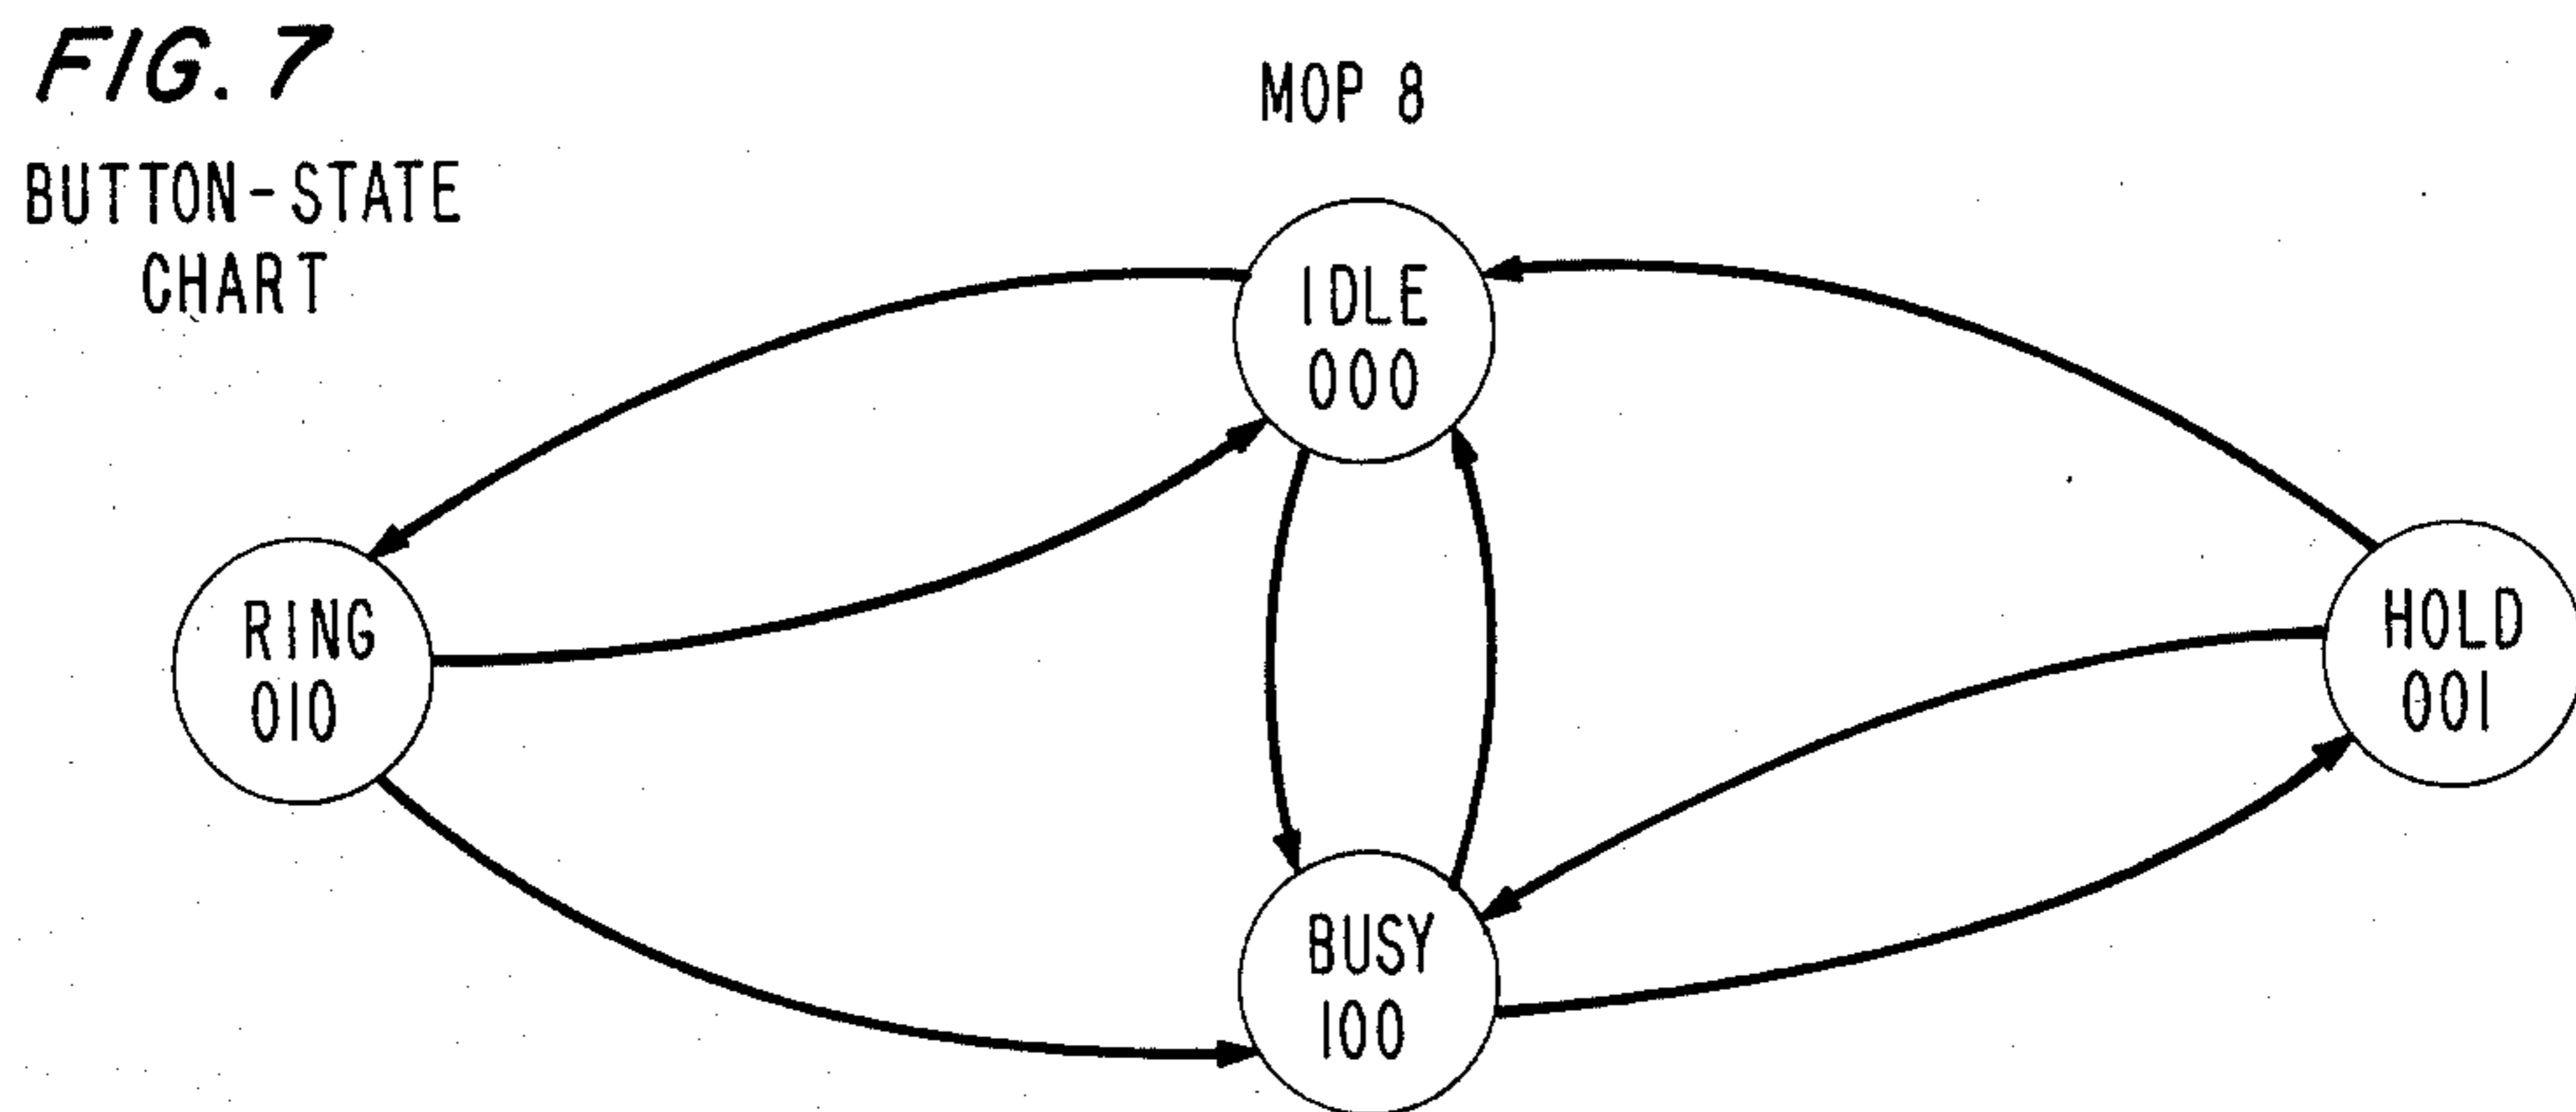 FIG. 7
BUTTON-STATE
CHART
MOP 8
IDLE
000
RING
010
HOLD
001
BUSY
100